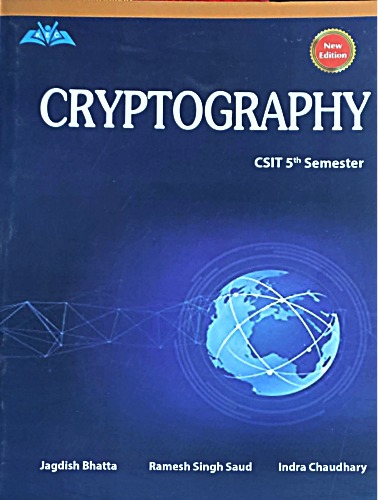 New
Edition
CRYPTOGRAPHY
CSIT 5th Semester
Jagdish Bhatta Ramesh Singh Saud Indra Chaudhary